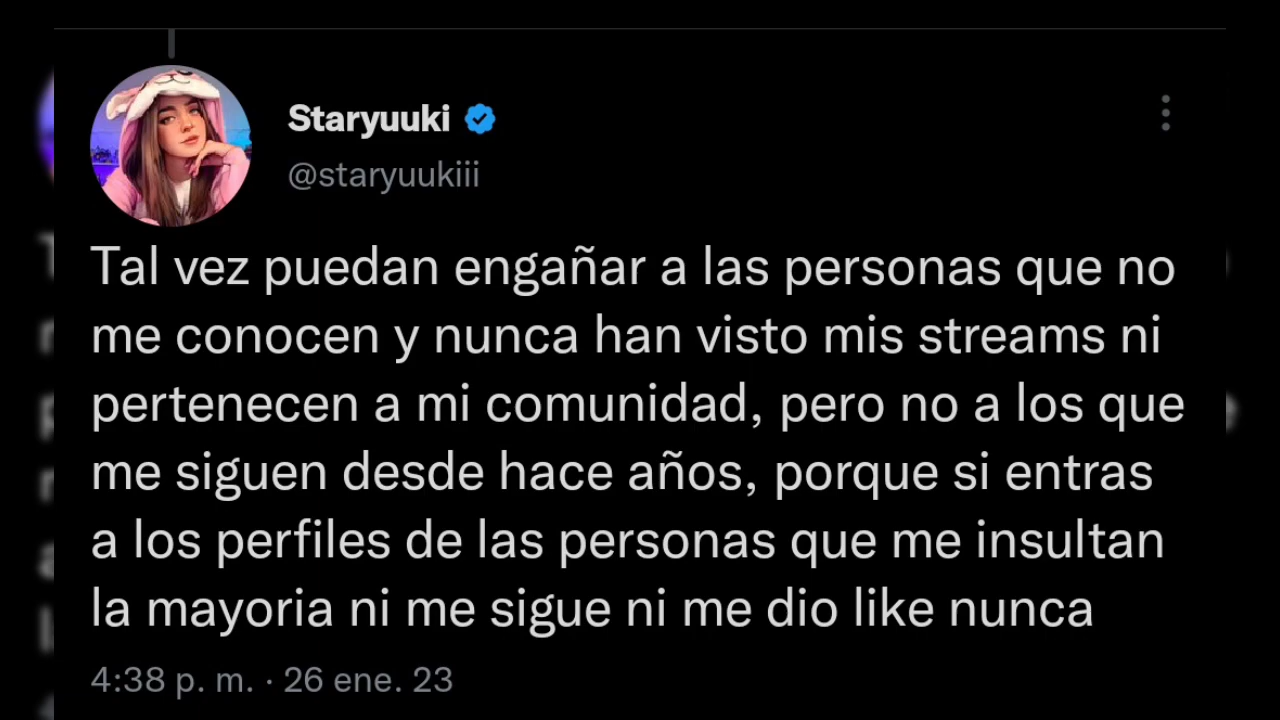 Staryuuki
@staryuukiii
Tal vez puedan engañar a las personas que no
me conocen y nunca han visto mis streams ni
pertenecen a mi comunidad, pero no a los que
me siguen desde hace años, porque si entras
a los perfiles de las personas que me insultan
la mayoria ni me sigue ni me dio like nunca
4:38 p. m. · 26 ene. 23